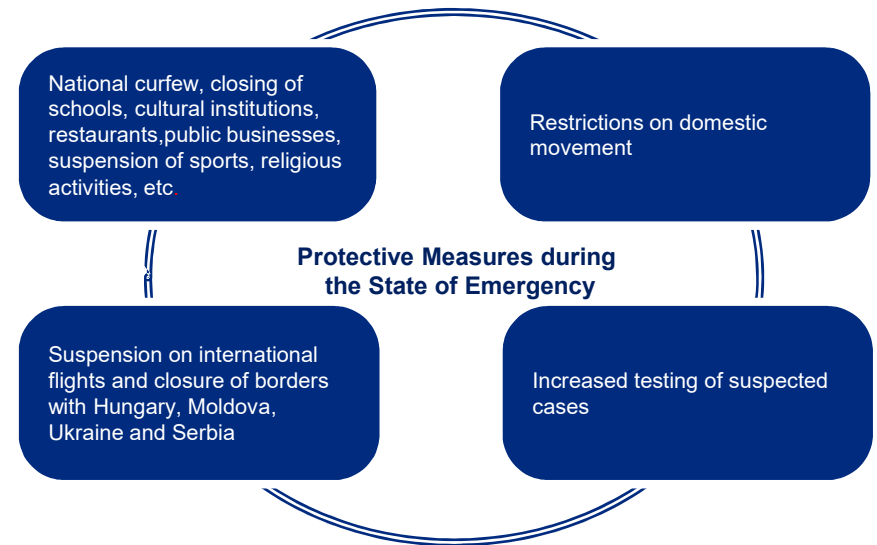 National curfew, closing of
schools, cultural institutions,
restaurants,public businesses,
suspension of sports, religious
activities, etc.
Restrictions on domestic
movement
Protective Measures during
the State of Emergency
Suspension on international
flights and closure of borders
with Hungary, Moldova,
Ukraine and Serbia
Increased testing of suspected
cases